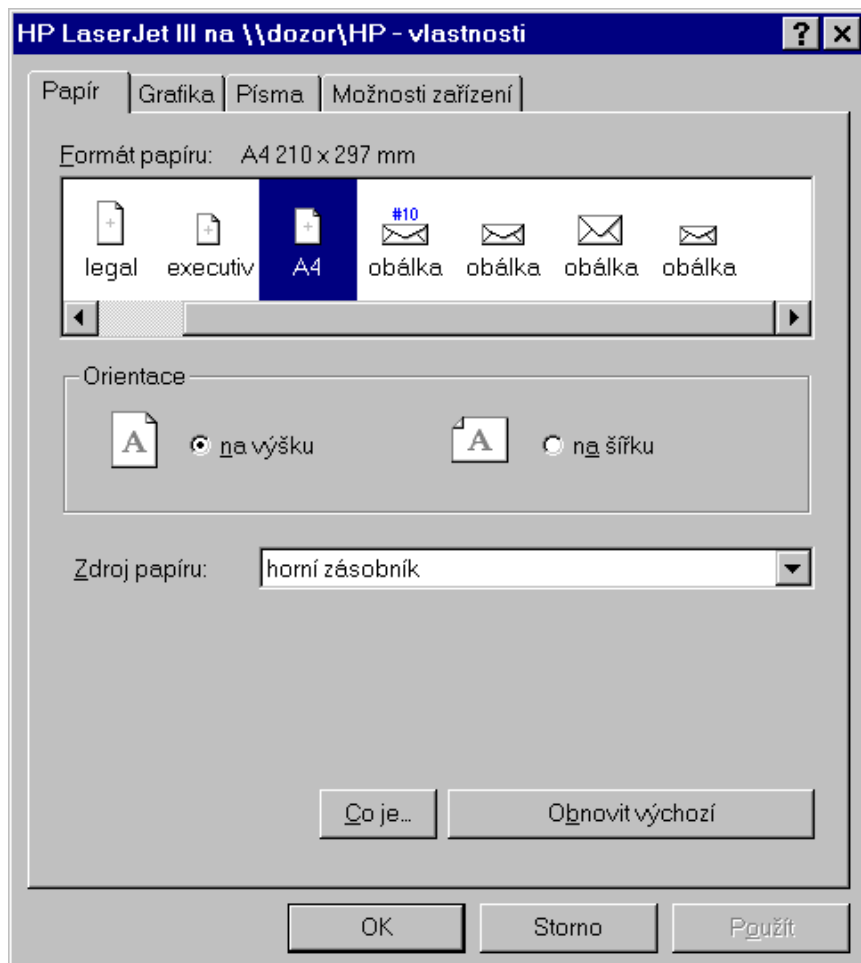 HP LaserJet III na \\dozor\HP - vlastnosti
Papír Grafika Písma Možnosti zařízení
Formát papíru: A4 210 x 297 mm
#10
legal executiv A4 obálka obálka obálka obálka
Orientace
A na výšku A na šířku
Zdroj papíru: horní zásobník
Co je... Obnovit výchozí
OK Storno Použít